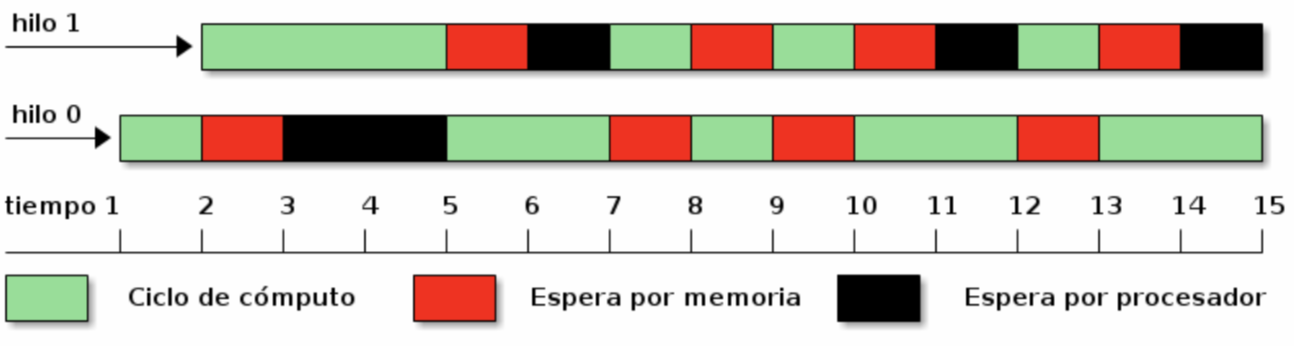 hilo 1
hilo 0
tiempo 1 2 3 4 5 6 7 8 9 10 11 12 13 14 15
Ciclo de cómputo Espera por memoria Espera por procesador